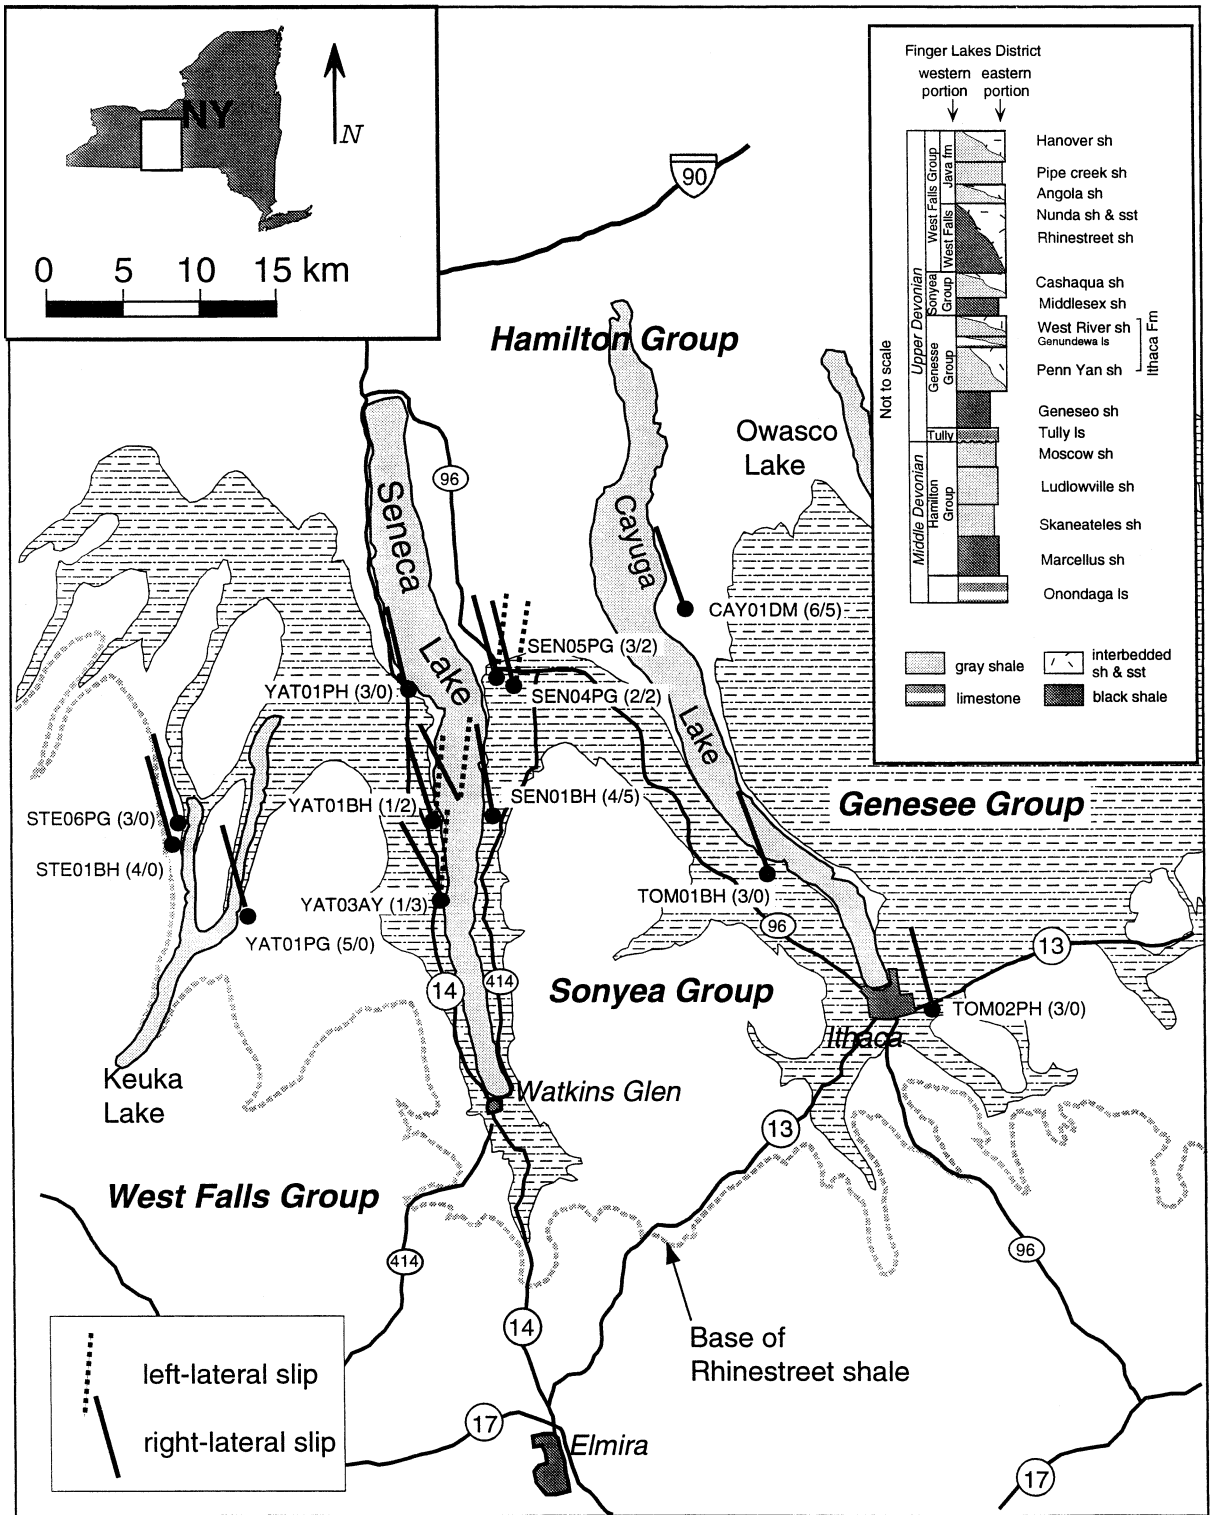 NY
N
0 5 10 15 km
90
Hamilton Group
Owasco
Lake
96
Seneca
Lake
Cayuga
Lake
CAY01DM (6/5)
SEN05PG (3/2)
SEN04PG (2/2)
YAT01PH (3/0)
YAT01BH (1/2)
SEN01BH (4/5)
STE06PG (3/0)
STE01BH (4/0)
YAT03AY (1/3)
YAT01PG (5/0)
TOM01BH (3/0)
96
Genesee Group
13
14
414
Sonyea Group
TOM02PH (3/0)
Ithaca
Keuka
Lake
Watkins Glen
13
West Falls Group
414
96
14
Base of
Rhinestreet shale
left-lateral slip
right-lateral slip
17
Elmira
17
Finger Lakes District
western
portion
eastern
portion
Not to scale
Upper Devonian
Middle Devonian
West Falls Group
Java fm
West Falls
Sonyea
Group
Genesse
Group
Tully
Hamilton
Group
Hanover sh
Pipe creek sh
Angola sh
Nunda sh & sst
Rhinestreet sh
Cashaqua sh
Middlesex sh
West River sh
Genundewa ls
Penn Yan sh
Ithaca Fm
Geneseo sh
Tully ls
Moscow sh
Ludlowville sh
Skaneateles sh
Marcellus sh
Onondaga ls
gray shale
interbedded
sh & sst
limestone
black shale